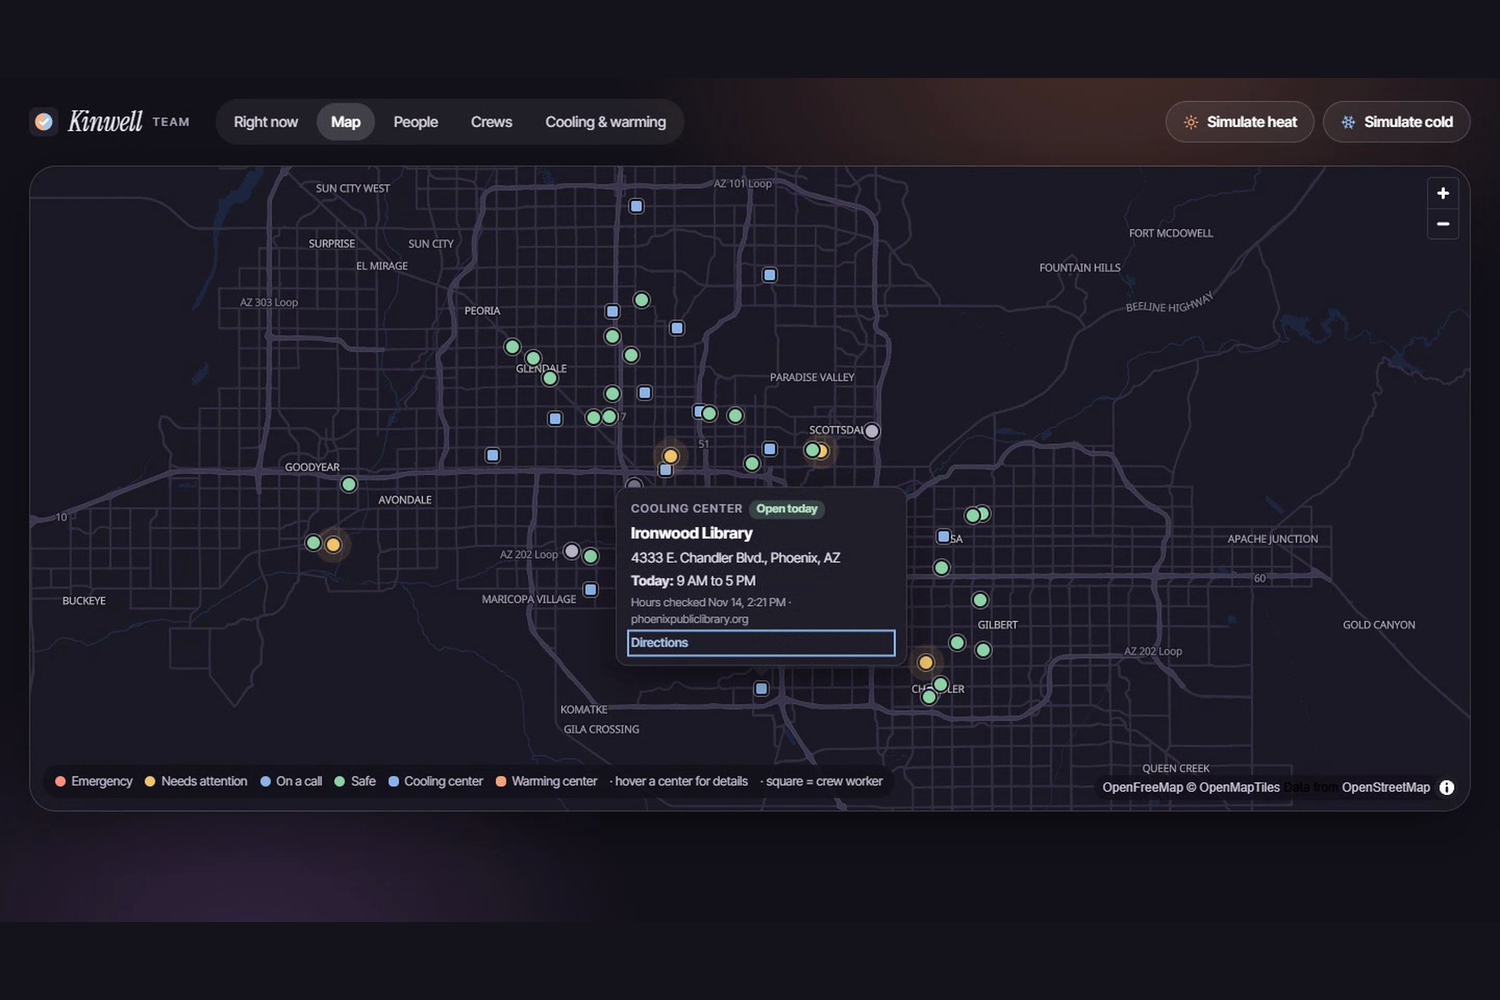 Kinwell TEAM
Right now
Map
People
Crews
Cooling & warming
Simulate heat
Simulate cold
SUN CITY WEST
AZ 101 Loop
+
−
SURPRISE
SUN CITY
FORT MCDOWELL
EL MIRAGE
FOUNTAIN HILLS
AZ 303 Loop
PEORIA
BEELINE HIGHWAY
GLENDALE
PARADISE VALLEY
7
51
GOODYEAR
AVONDALE
10
COOLING CENTER Open today
Ironwood Library
4333 E. Chandler Blvd., Phoenix, AZ
Today: 9 AM to 5 PM
Hours checked Nov 14, 2:21 PM ·
phoenixpubliclibrary.org
Directions
AZ 202 Loop
SA
APACHE JUNCTION
60
BUCKEYE
MARICOPA VILLAGE
GILBERT
GOLD CANYON
AZ 202 Loop
KOMATKE
GILA CROSSING
QUEEN CREEK
Emergency
Needs attention
On a call
Safe
Cooling center
Warming center
· hover a center for details
· square = crew worker
OpenFreeMap © OpenMapTiles Data from OpenStreetMap